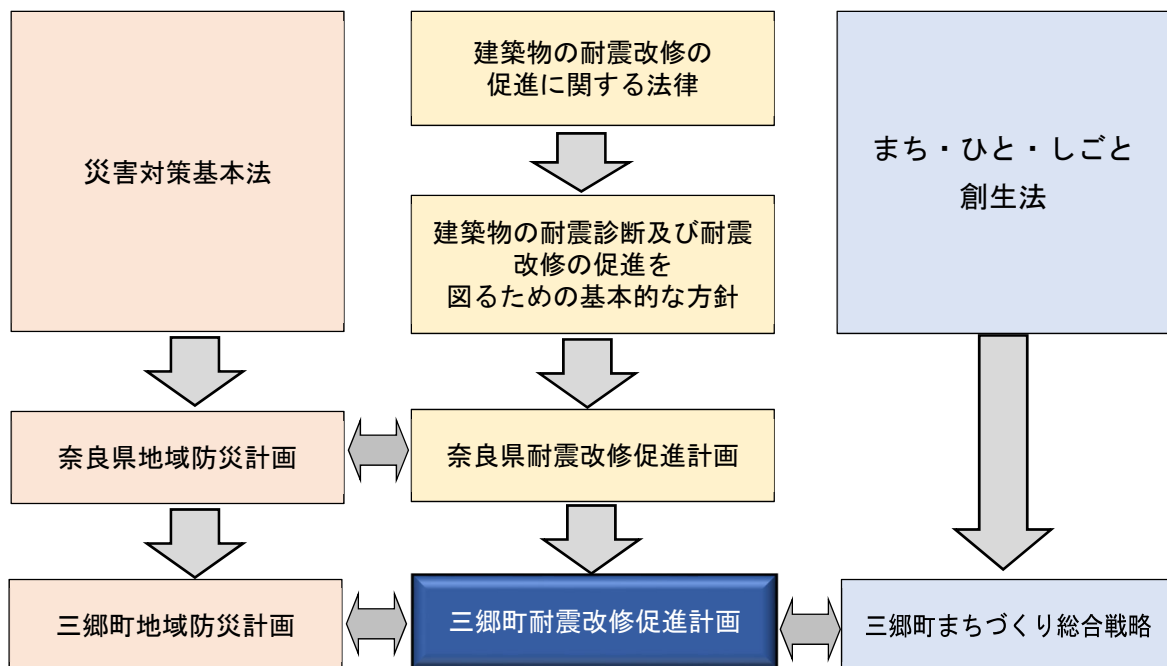 災害対策基本法
建築物の耐震改修の
促進に関する法律
建築物の耐震診断及び耐震
改修の促進を
図るための基本的な方針
まち・ひと・しごと
創生法
奈良県地域防災計画
奈良県耐震改修促進計画
三郷町地域防災計画
三郷町耐震改修促進計画
三郷町まちづくり総合戦略